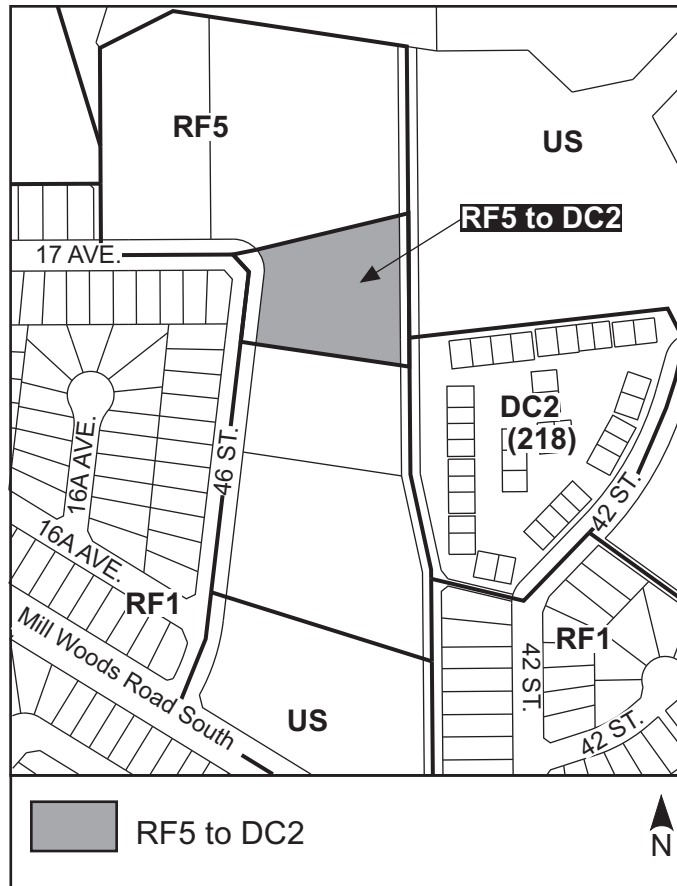 RF5
US
RF5 to DC2
17 AVE.
DC2
(218)
16A AVE.
46 ST.
42 ST.
16A AVE.
RF1
RF1
Mill Woods Road South
42 ST.
42 ST.
US
RF5 to DC2
N